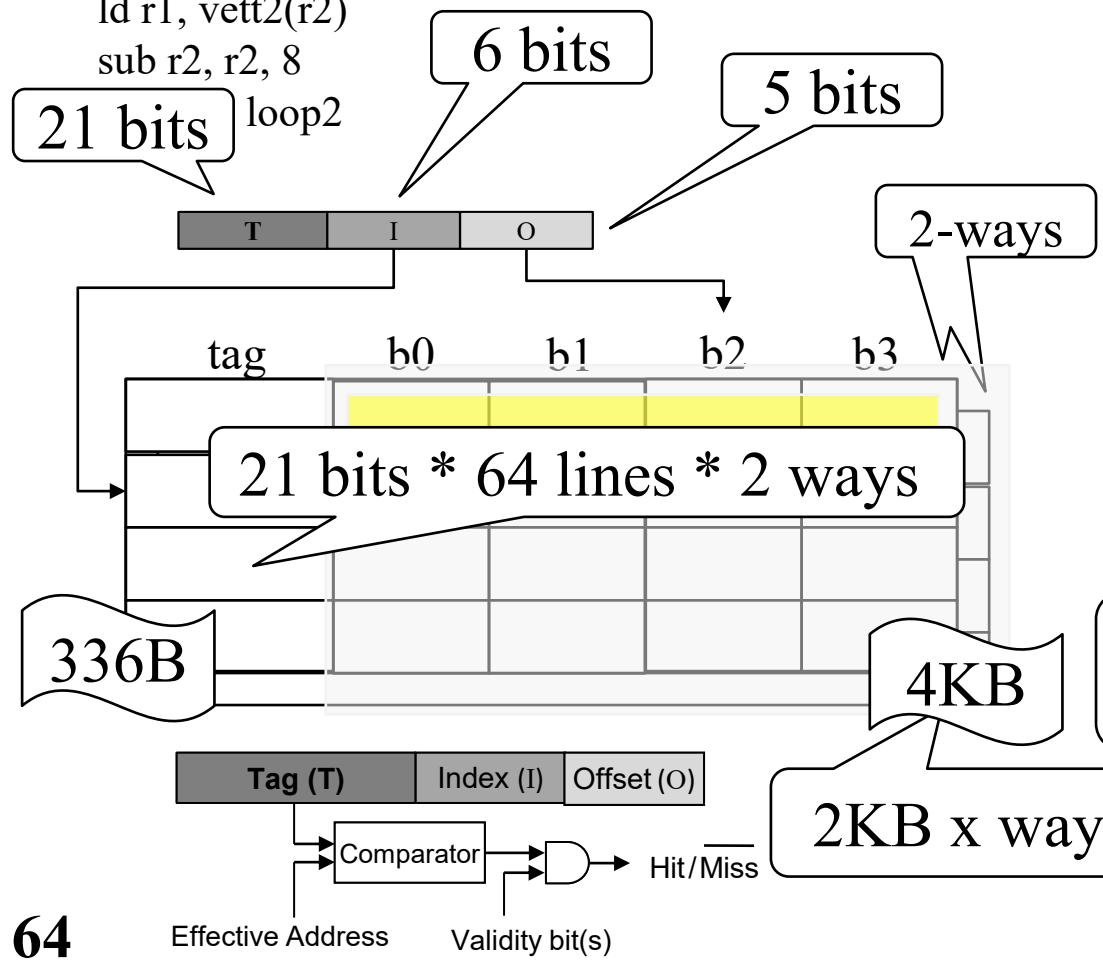 ld r1, vett2(r2)
sub r2, r2, 8
loop2
21 bits
6 bits
5 bits
T I O
2-ways
tag b0 b1 b2 b3
21 bits * 64 lines * 2 ways
336B
4KB
Tag (T) Index (I) Offset (O)
2KB x way
Comparator
Hit/Miss
Effective Address
Validity bit(s)
64